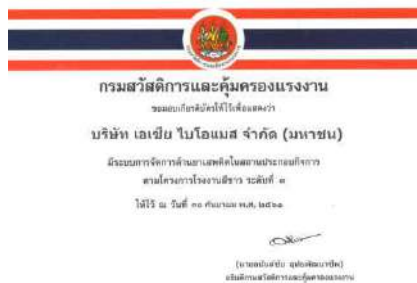 กรมสวัสดิการและคุ้มครองแรงงาน
ขอมอบเกียรติบัตรให้ไว้เพื่อแสดงว่า
บริษัท เอเซีย ไบโอแมส จำกัด (มหาชน)
มีระบบการจัดการด้านยาเสพติดในสถานประกอบกิจการ
ตามโครงการโรงงานสีขาว ระดับที่ ๑
ให้ไว้ ณ วันที่ ๓๐ กันยายน พ.ศ.
อธิบดีกรมสวัสดิการและคุ้มครองแรงงาน